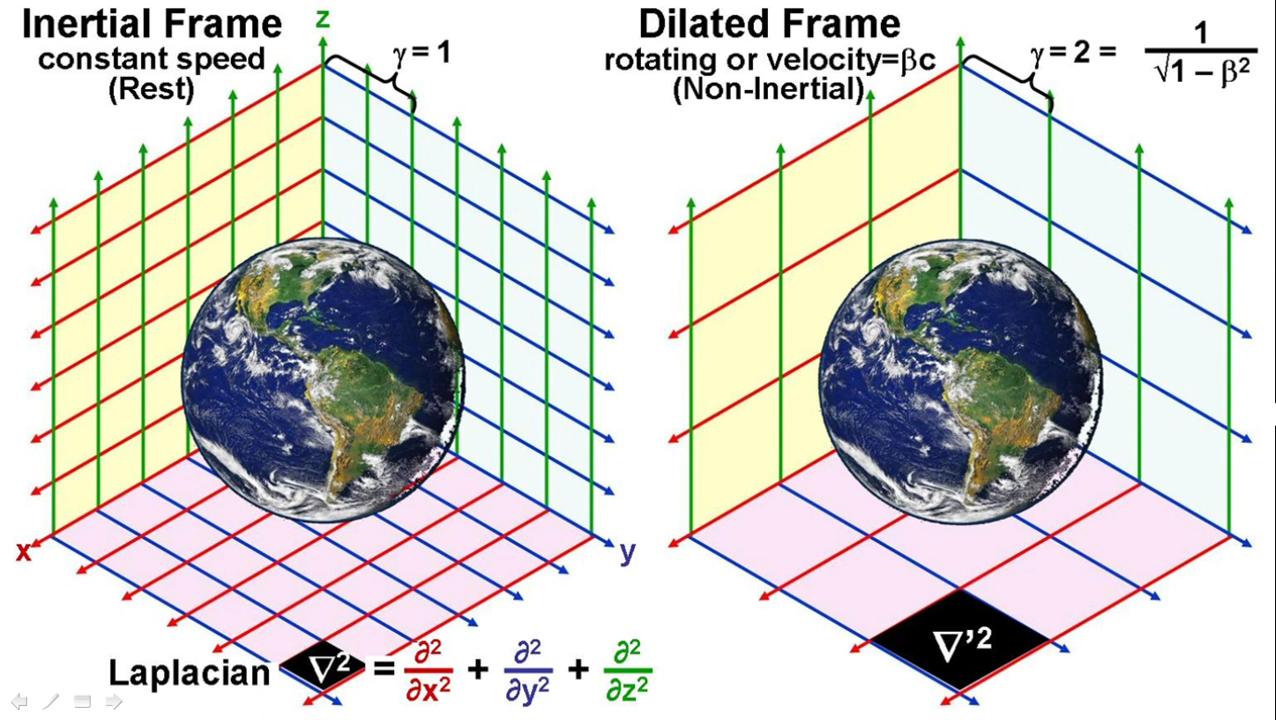 Inertial Frame
constant speed
(Rest)
z
γ = 1
Dilated Frame
rotating or velocity=βc
(Non-Inertial)
γ = 2 = 1 / √1 − β²
x
y
Laplacian ∇² = ∂²/∂x² + ∂²/∂y² + ∂²/∂z²
∇’²